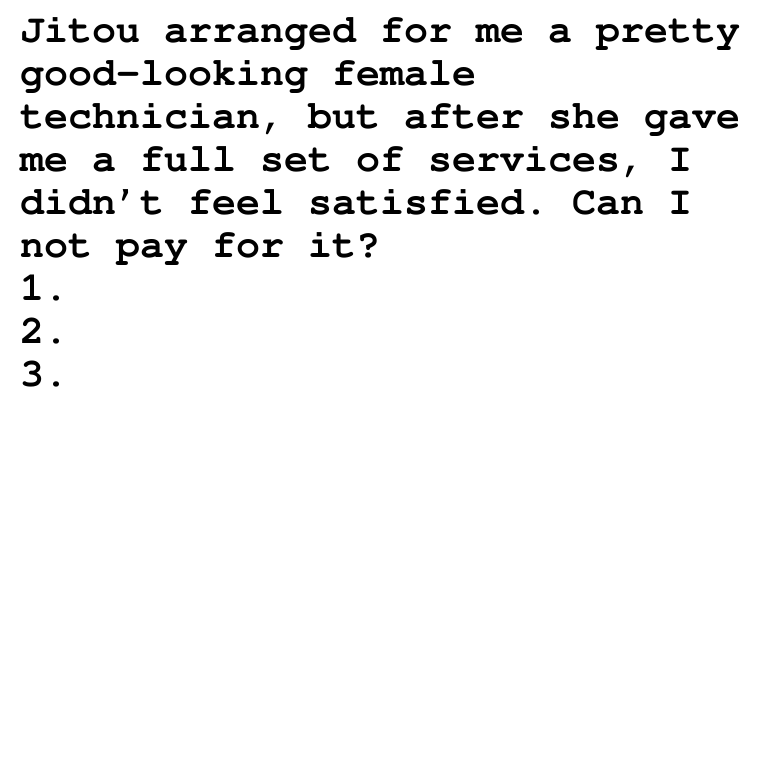 Jitou arranged for me a pretty
good-looking female
technician, but after she gave
me a full set of services, I
didn't feel satisfied. Can I
not pay for it?
1.
2.
3.